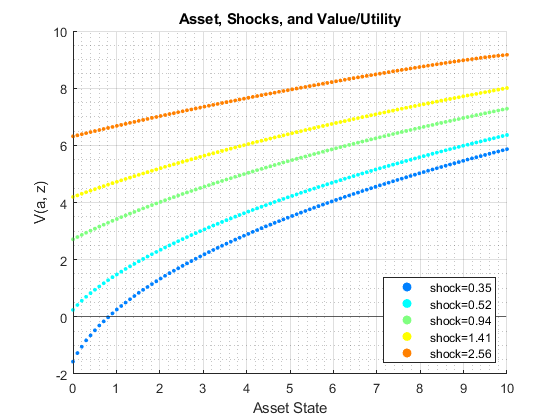 Asset, Shocks, and Value/Utility
10
8
6
4
2
0
-2
V(a, z)
shock=0.35
shock=0.52
shock=0.94
shock=1.41
shock=2.56
0 1 2 3 4 5 6 7 8 9 10
Asset State